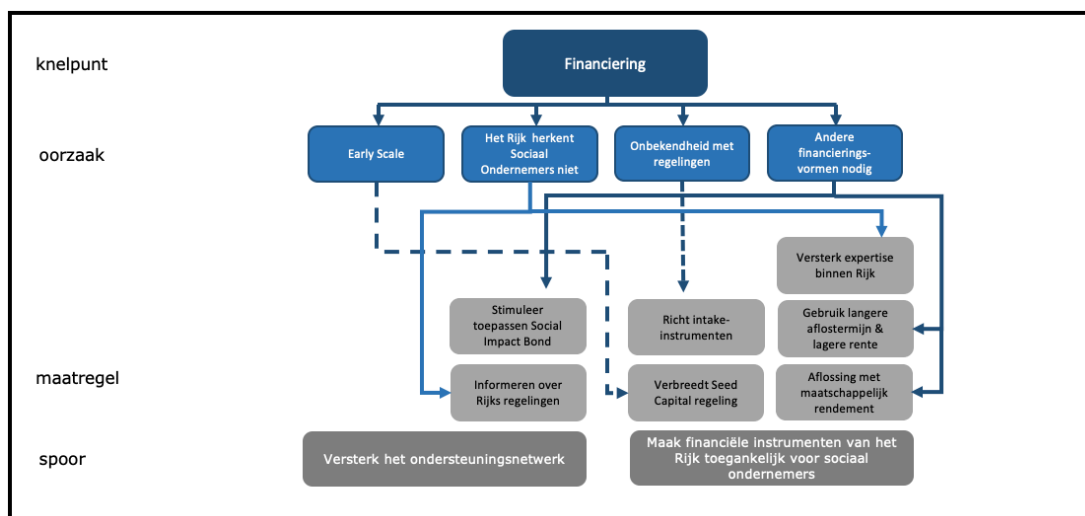 knelpunt
Financiering
oorzaak
Early Scale
Het Rijk herkent
Sociaal
Ondernemers niet
Onbekendheid met
regelingen
Andere
financierings-
vormen nodig
Versterk expertise
binnen Rijk
Stimuleer
toepassen Social
Impact Bond
Richt intake-
instrumenten
Gebruik langere
aflostermijn &
lagere rente
maatregel
Informeren over
Rijks regelingen
Verbreedt Seed
Capital regeling
Aflossing met
maatschappelijk
rendement
spoor
Versterk het ondersteuningsnetwerk
Maak financiële instrumenten van het
Rijk toegankelijk voor sociaal
ondernemers